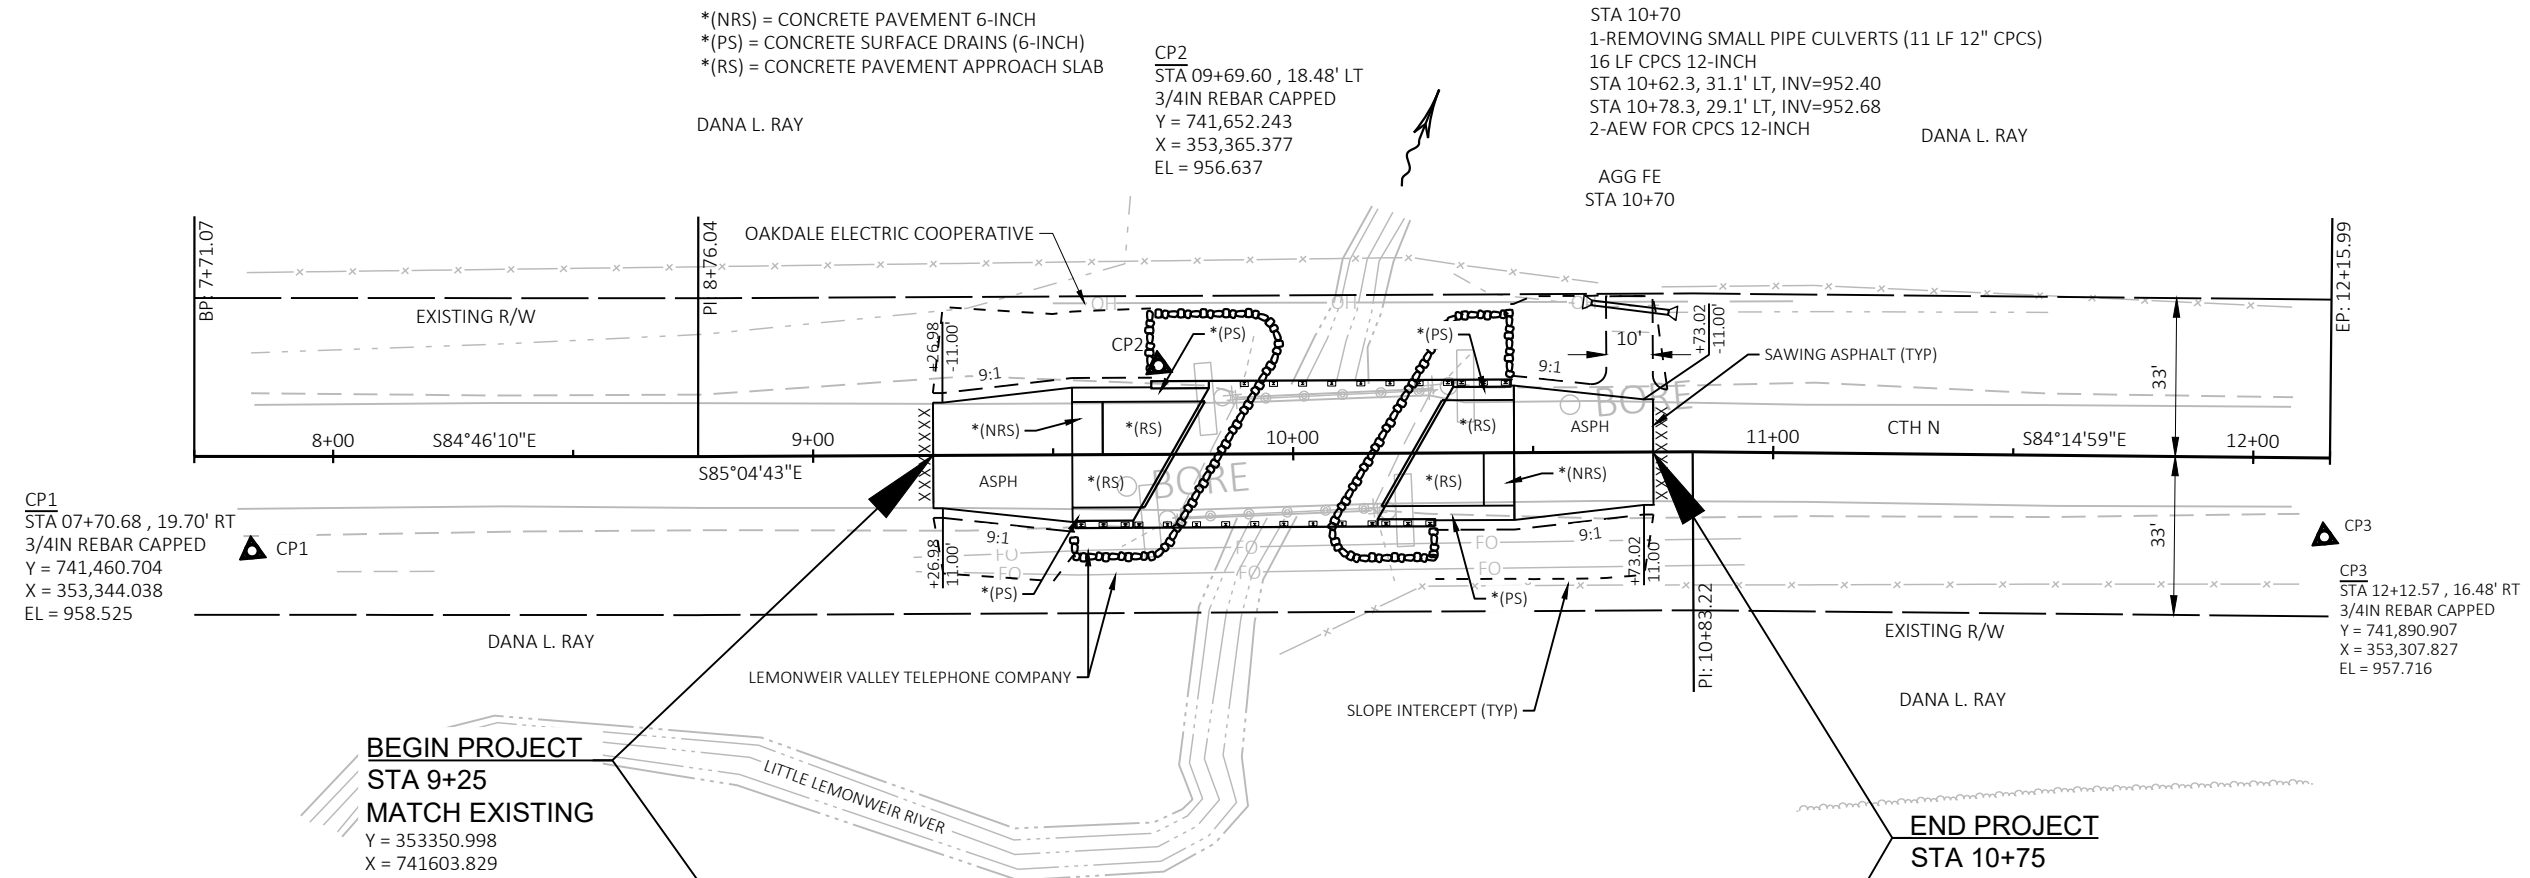 *(NRS) = CONCRETE PAVEMENT 6-INCH
*(PS) = CONCRETE SURFACE DRAINS (6-INCH)
*(RS) = CONCRETE PAVEMENT APPROACH SLAB
CP2
STA 09+69.60 , 18.48' LT
3/4IN REBAR CAPPED
Y = 741,652.243
X = 353,365.377
EL = 956.637
STA 10+70
1-REMOVING SMALL PIPE CULVERTS (11 LF 12" CPCS)
16 LF CPCS 12-INCH
STA 10+62.3, 31.1' LT, INV=952.40
STA 10+78.3, 29.1' LT, INV=952.68
2-AEW FOR CPCS 12-INCH
DANA L. RAY
DANA L. RAY
AGG FE
STA 10+70
BP: 7+71.07
PI 8+76.04
OAKDALE ELECTRIC COOPERATIVE
EP: 12+15.99
EXISTING R/W
OH
OH
O
+26.98
-11.00'
CP2
*(PS)
*(PS)
10'
+73.02
-11.00'
SAWING ASPHALT (TYP)
9:1
9:1
33'
BORE
8+00
S84°46'10"E
9+00
*(NRS)
*(RS)
10+00
*(RS)
ASPH
11+00
CTH N
S84°14'59"E
12+00
XXXXXXXX
XXXXXXXX
S85°04'43"E
ASPH
*(RS)
BORE
*(RS)
*(NRS)
CP1
STA 07+70.68 , 19.70' RT
3/4IN REBAR CAPPED
Y = 741,460.704
X = 353,344.038
EL = 958.525
CP1
9:1
FO
FO
FO
9:1
33'
CP3
+26.98
11.00'
FO
FO
FO
+73.02
11.00'
*(PS)
*(PS)
CP3
STA 12+12.57 , 16.48' RT
3/4IN REBAR CAPPED
Y = 741,890.907
X = 353,307.827
EL = 957.716
PI: 10+83.22
DANA L. RAY
EXISTING R/W
LEMONWEIR VALLEY TELEPHONE COMPANY
SLOPE INTERCEPT (TYP)
DANA L. RAY
BEGIN PROJECT
STA 9+25
MATCH EXISTING
Y = 353350.998
X = 741603.829
LITTLE LEMONWEIR RIVER
END PROJECT
STA 10+75